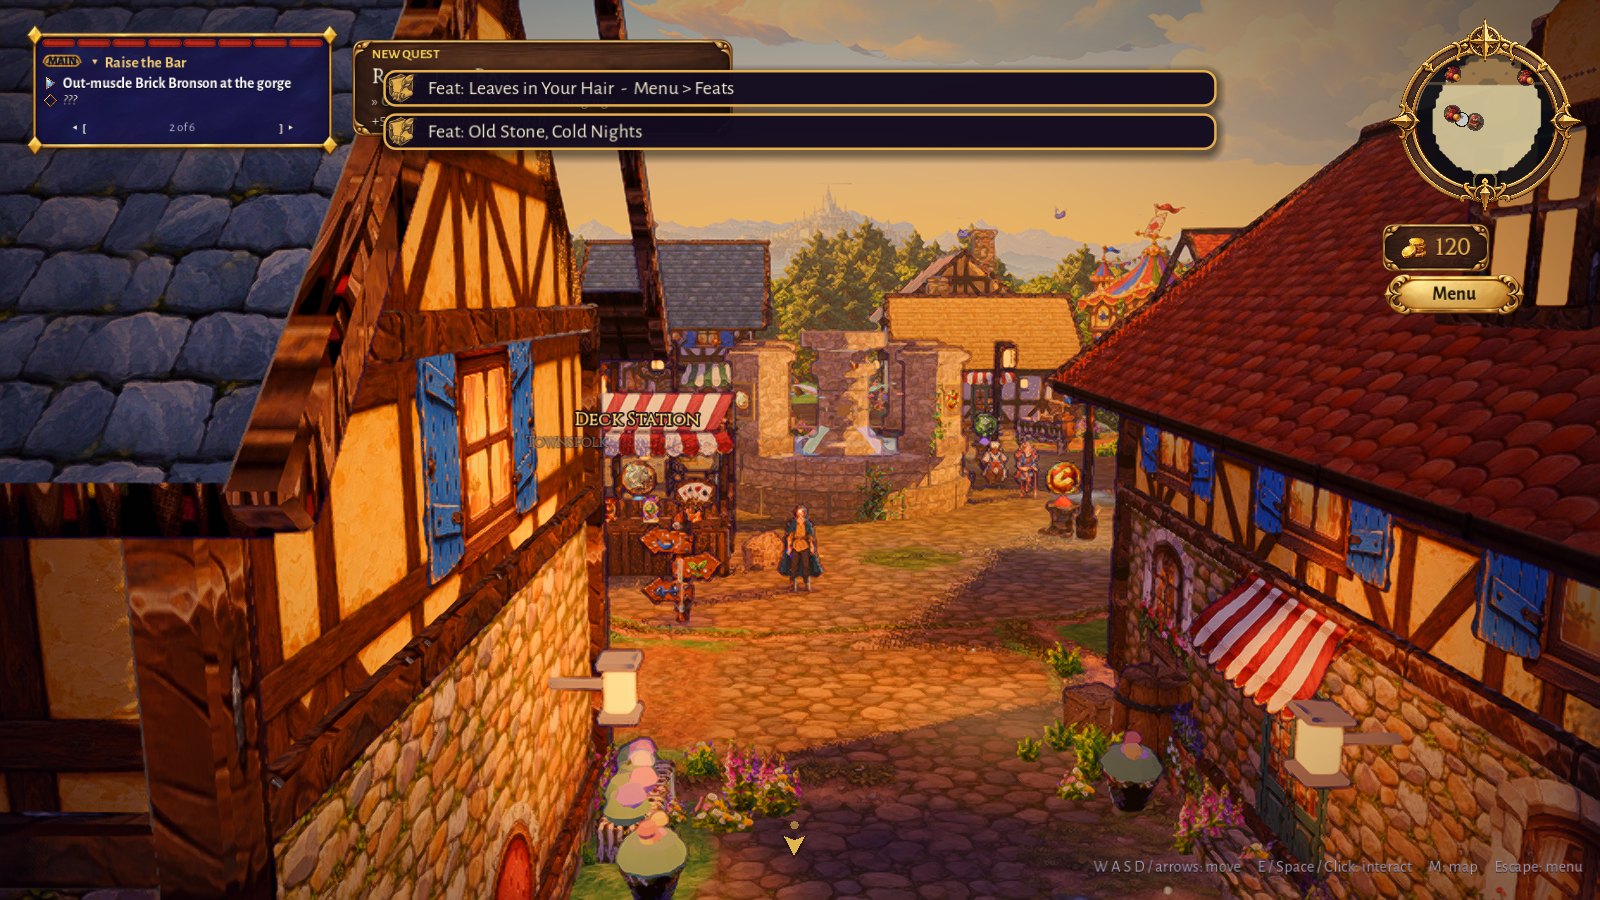 MAIN
Raise the Bar
Out-muscle Brick Bronson at the gorge
???
2 of 6
NEW QUEST
Feat: Leaves in Your Hair - Menu > Feats
Feat: Old Stone, Cold Nights
120
Menu
Deck Station
Townsfolk
W A S D / arrows: move E / Space / Click: interact M: map Escape: menu